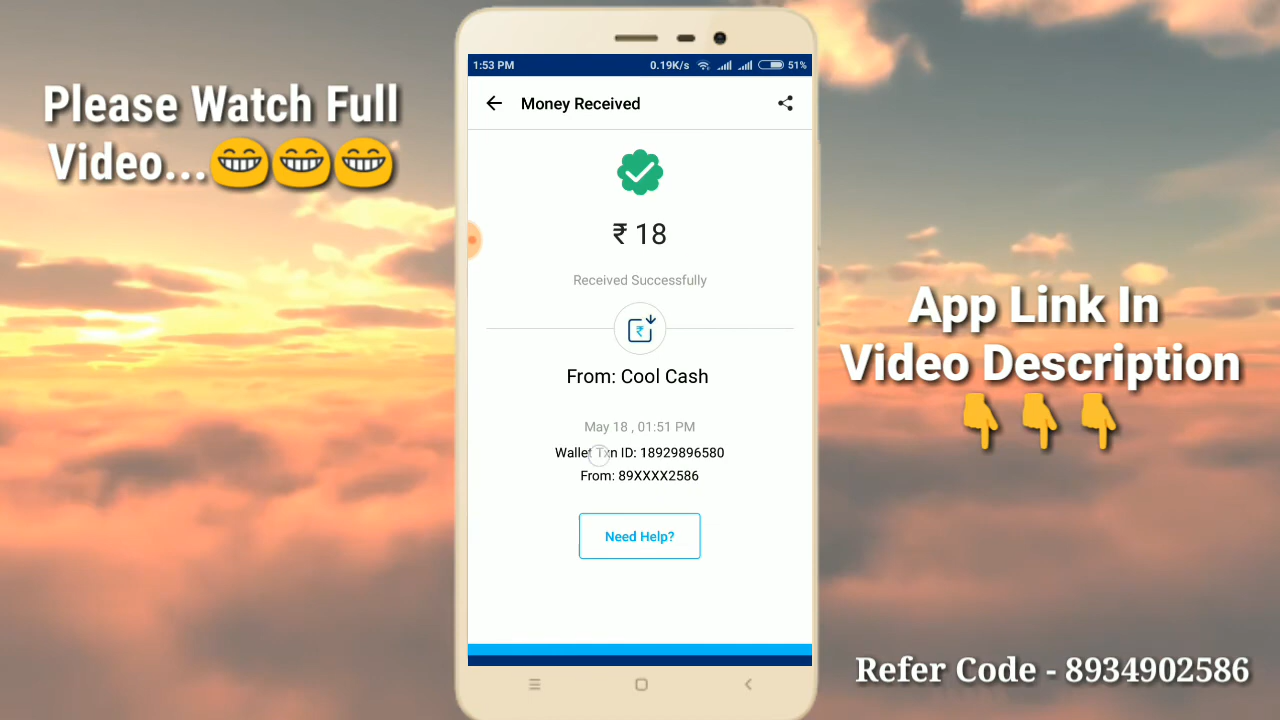 Please Watch Full
Video...😁😁😁
1:53 PM
0.19K/s
51%
Money Received
₹ 18
Received Successfully
₹
From: Cool Cash
May 18 , 01:51 PM
Wallet Txn ID: 18929896580
From: 89XXXX2586
Need Help?
App Link In
Video Description
👇👇👇
Refer Code - 8934902586